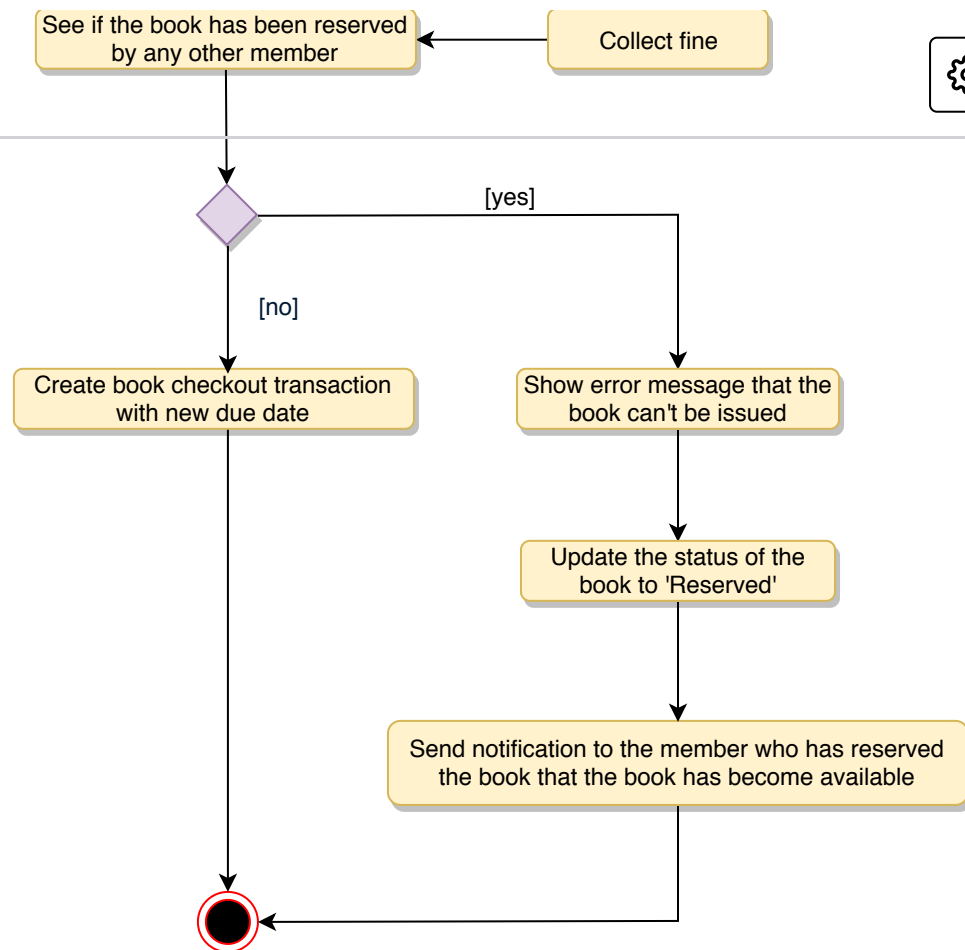 See if the book has been reserved
by any other member
Collect fine
[yes]
[no]
Create book checkout transaction
with new due date
Show error message that the
book can't be issued
Update the status of the
book to 'Reserved'
Send notification to the member who has reserved
the book that the book has become available